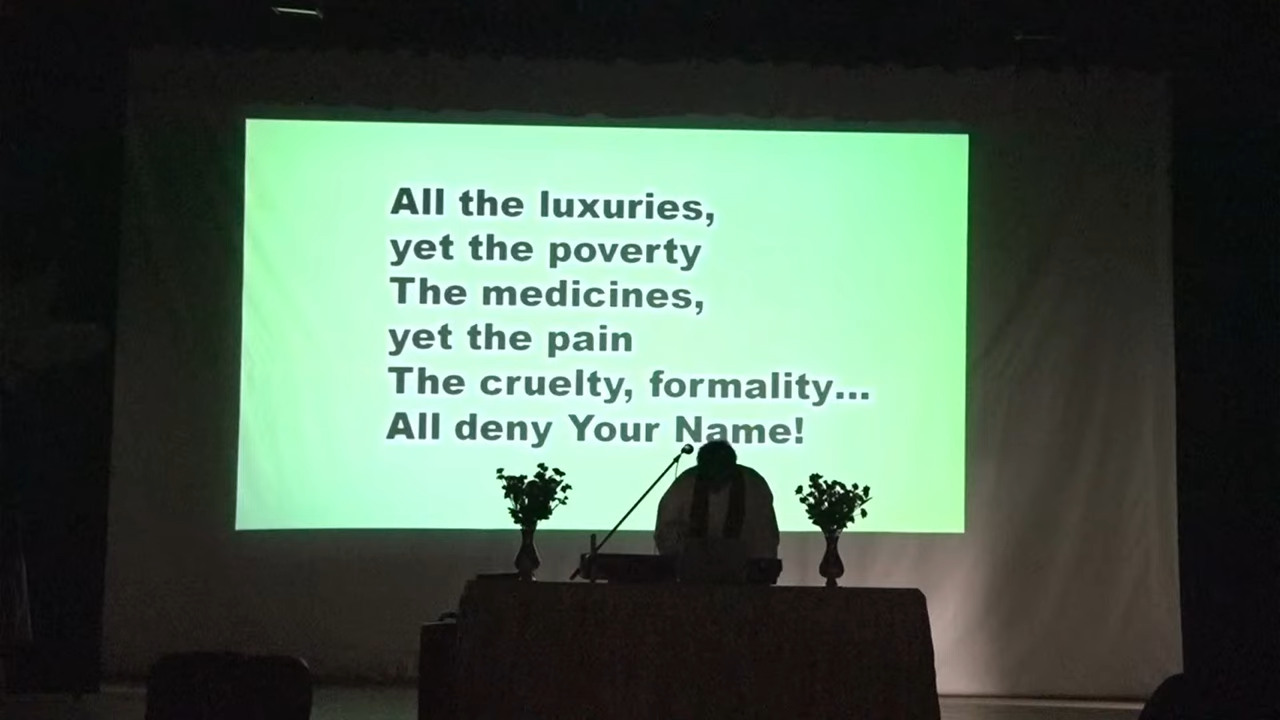 All the luxuries,
yet the poverty
The medicines,
yet the pain
The cruelty, formality...
All deny Your Name!